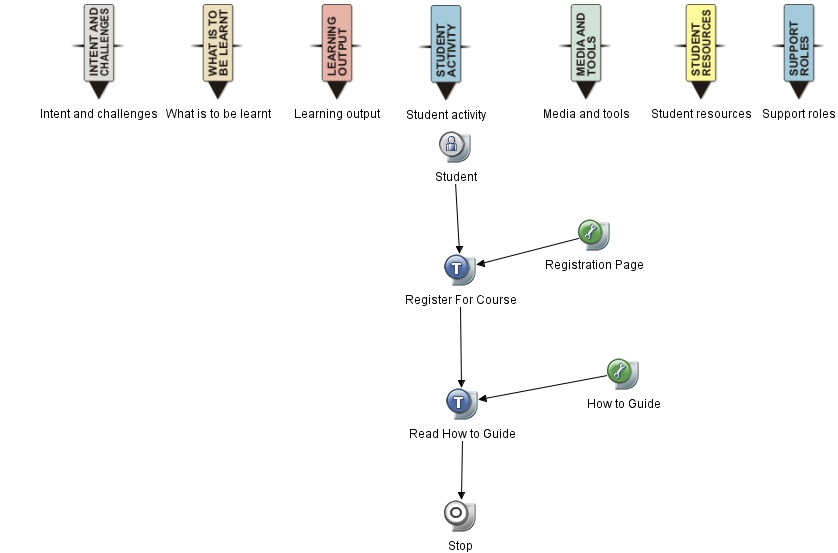 INTENT AND
CHALLENGES
WHAT IS TO
BE LEARNT
LEARNING
OUTPUT
STUDENT
ACTIVITY
MEDIA AND
TOOLS
STUDENT
RESOURCES
SUPPORT
ROLES
Intent and challenges
What is to be learnt
Learning output
Student activity
Media and tools
Student resources
Support roles
Student
Registration Page
T
Register For Course
How to Guide
T
Read How to Guide
Stop